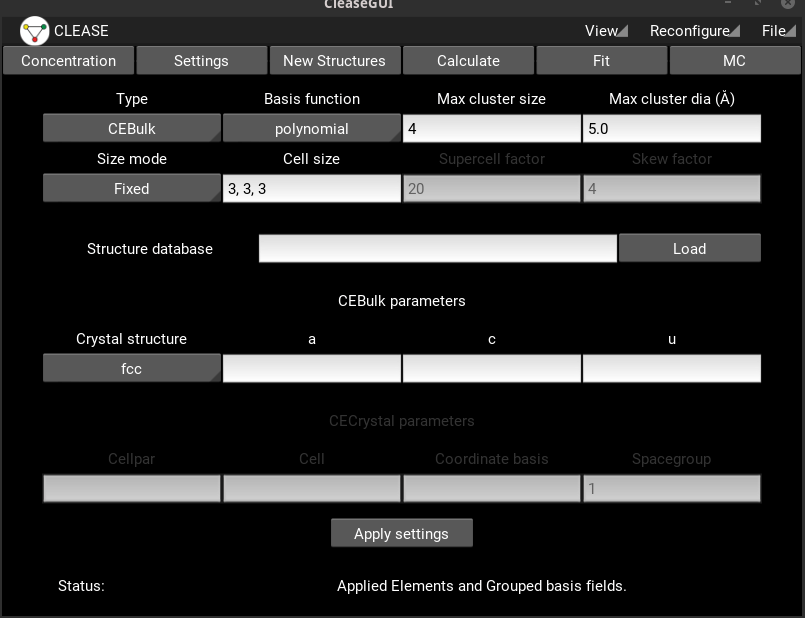 CleaseGUI
CLEASE View Reconfigure File
Concentration Settings New Structures Calculate Fit MC
Type Basis function Max cluster size Max cluster dia (Å)
CEBulk polynomial 4 5.0
Size mode Cell size Supercell factor Skew factor
Fixed 3, 3, 3 20 4
Structure database Load
CEBulk parameters
Crystal structure a c u
fcc
CECrystal parameters
Cellpar Cell Coordinate basis Spacegroup
1
Apply settings
Status: Applied Elements and Grouped basis fields.